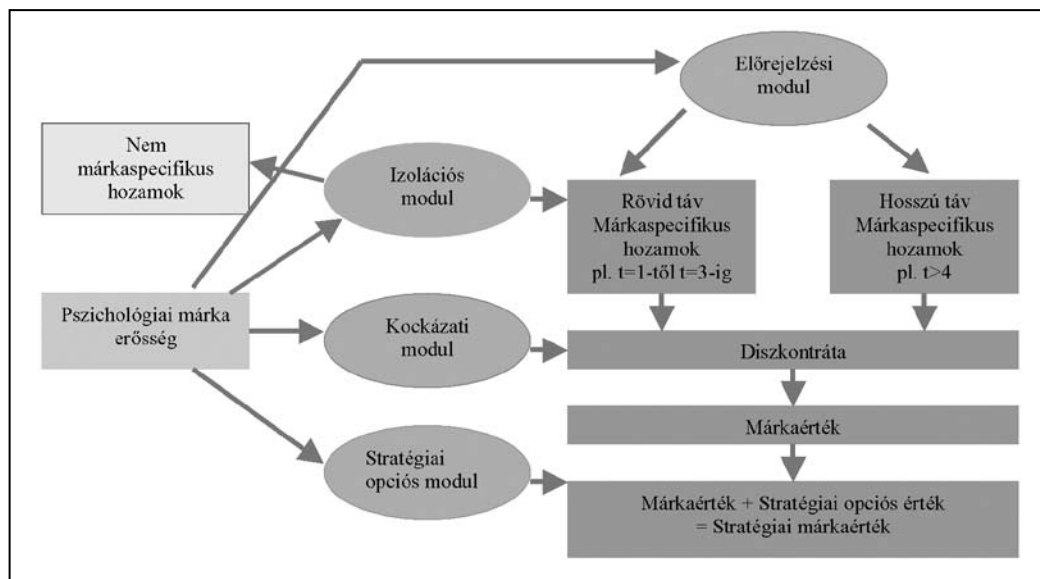 Előrejelzési
modul
Nem
márkaspecifikus
hozamok
Izolációs
modul
Rövid táv
Márkaspecifikus
hozamok
pl. t=1-től t=3-ig
Hosszú táv
Márkaspecifikus
hozamok
pl. t>4
Pszichológiai márka
erősség
Kockázati
modul
Diszkontráta
Márkaérték
Stratégiai
opciós modul
Márkaérték + Stratégiai opciós érték
= Stratégiai márkaérték